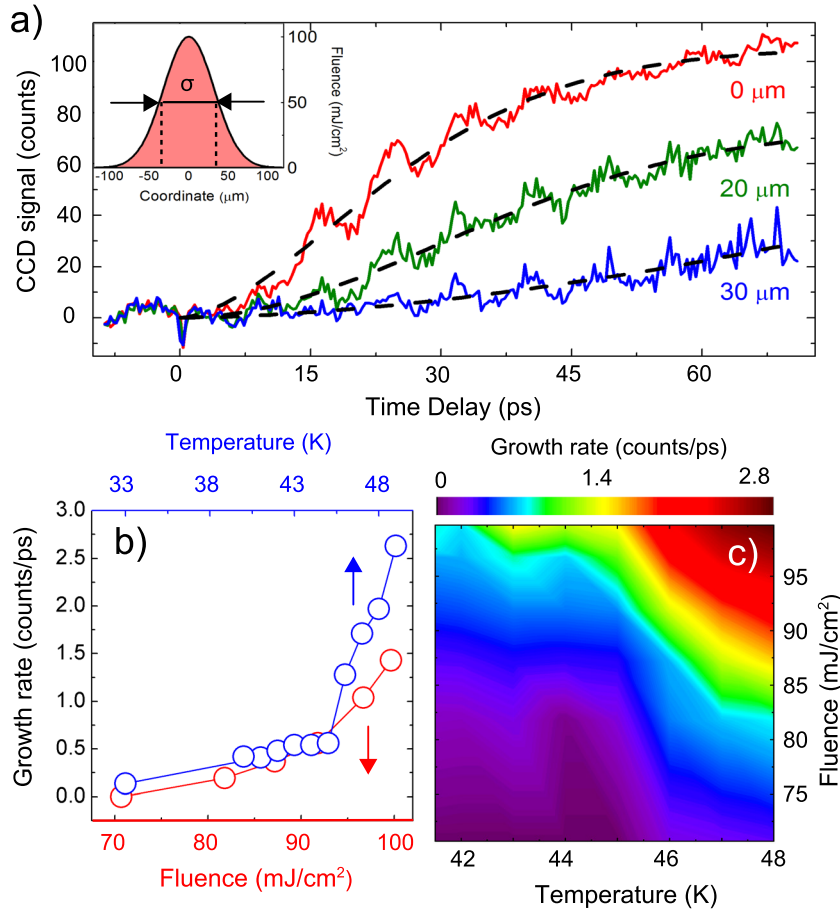 a)
100
80
60
40
20
0
CCD signal (counts)
σ
100
50
0
Fluence (mJ/cm²)
-100 -50 0 50 100
Coordinate (μm)
0 μm
20 μm
30 μm
0 15 30 45 60
Time Delay (ps)
Temperature (K)
33 38 43 48
b)
3.0
2.5
2.0
1.5
1.0
0.5
0.0
Growth rate (counts/ps)
70 80 90 100
Fluence (mJ/cm²)
Growth rate (counts/ps)
0 1.4 2.8
c)
95
90
85
80
75
Fluence (mJ/cm²)
42 44 46 48
Temperature (K)